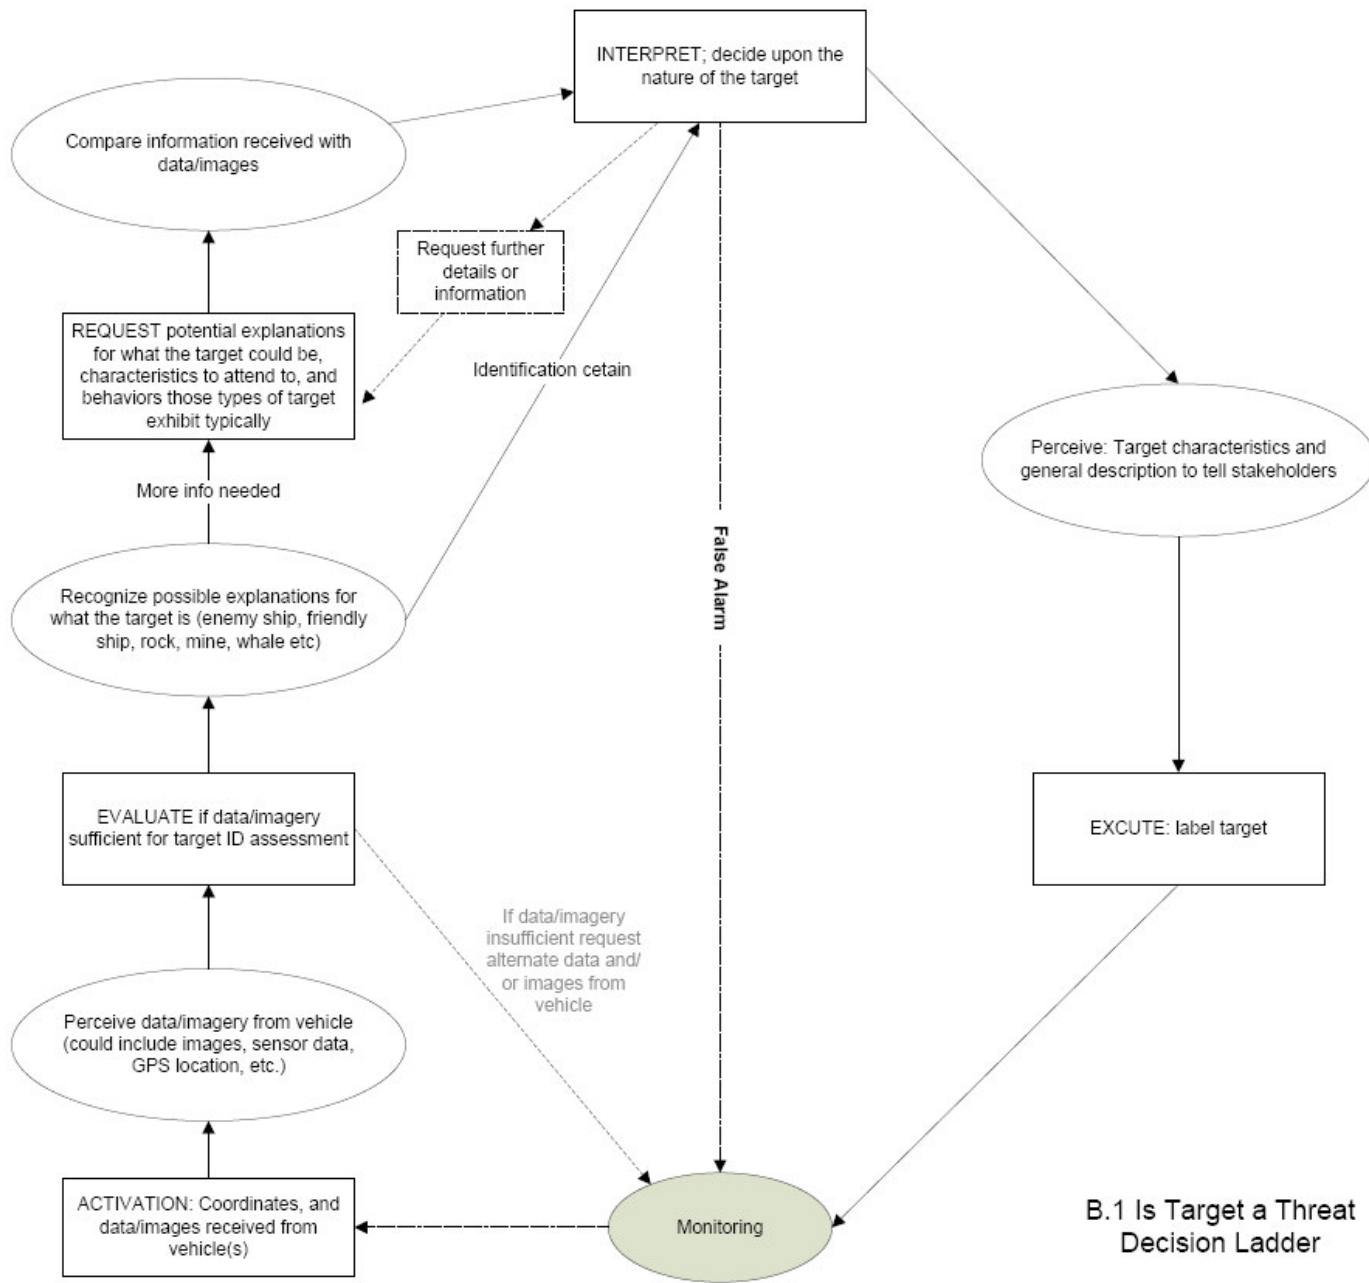 INTERPRET; decide upon the
nature of the target
Compare information received with
data/images
Request further
details or
information
REQUEST potential explanations
for what the target could be,
characteristics to attend to, and
behaviors those types of target
exhibit typically
Identification cetain
Perceive: Target characteristics and
general description to tell stakeholders
More info needed
False Alarm
Recognize possible explanations for
what the target is (enemy ship, friendly
ship, rock, mine, whale etc)
EVALUATE if data/imagery
sufficient for target ID assessment
EXCUTE: label target
If data/imagery
insufficient request
alternate data and/
or images from
vehicle
Perceive data/imagery from vehicle
(could include images, sensor data,
GPS location, etc.)
ACTIVATION: Coordinates, and
data/images received from
vehicle(s)
Monitoring
B.1 Is Target a Threat
Decision Ladder